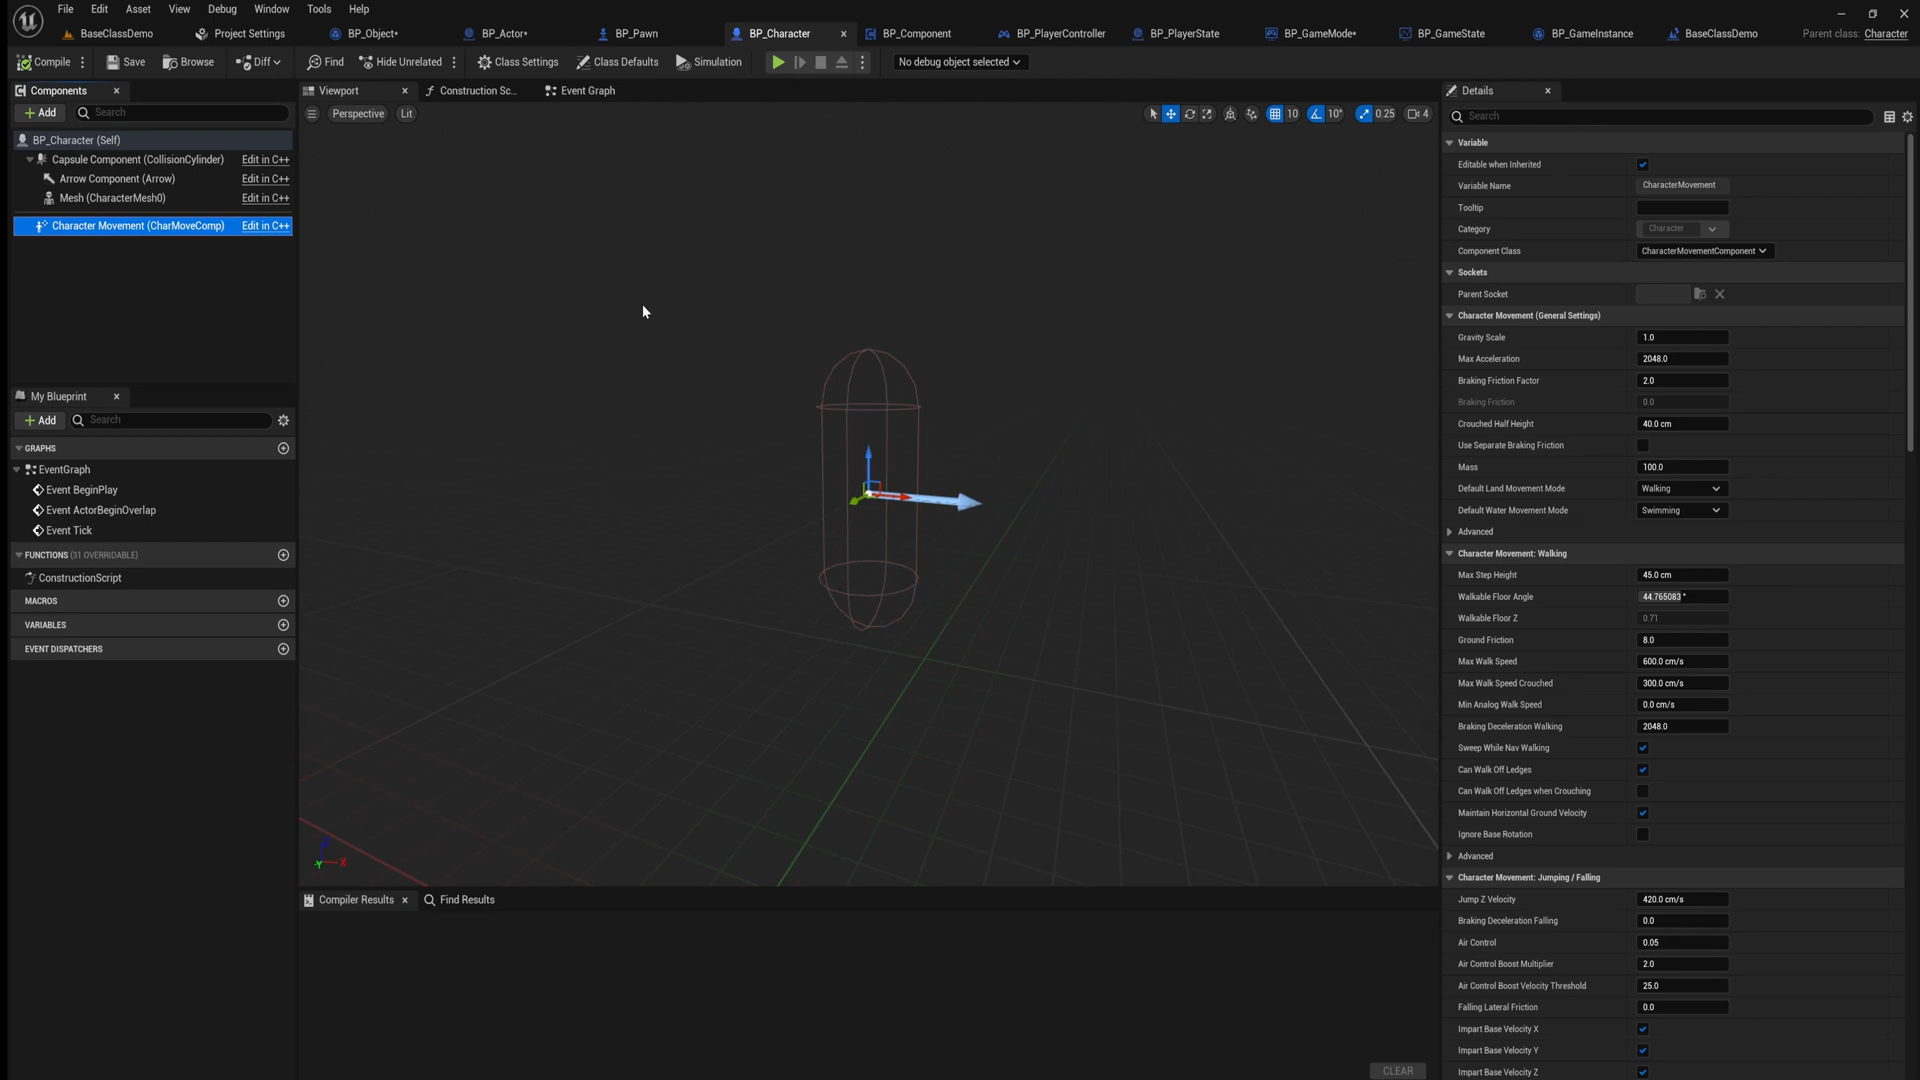 File Edit Asset View Debug Window Tools Help
BaseClassDemo Project Settings BP_Object* BP_Actor* BP_Pawn BP_Character BP_Component BP_PlayerController BP_PlayerState BP_GameMode* BP_GameState BP_GameInstance BaseClassDemo Parent class: Character
Compile Save Browse Diff Find Hide Unrelated Class Settings Class Defaults Simulation No debug object selected
Components
Add Search
BP_Character (Self)
Capsule Component (CollisionCylinder) Edit in C++
Arrow Component (Arrow) Edit in C++
Mesh (CharacterMesh0) Edit in C++
Character Movement (CharMoveComp) Edit in C++
My Blueprint
Add Search
GRAPHS
EventGraph
Event BeginPlay
Event ActorBeginOverlap
Event Tick
FUNCTIONS (31 OVERRIDABLE)
ConstructionScript
MACROS
VARIABLES
EVENT DISPATCHERS
Viewport Construction Sc... Event Graph
Perspective Lit 10 10° 0.25 4
X
Compiler Results Find Results
CLEAR
Details
Search
Variable
Editable when Inherited
Variable Name CharacterMovement
Tooltip
Category Character
Component Class CharacterMovementComponent
Sockets
Parent Socket
Character Movement (General Settings)
Gravity Scale 1.0
Max Acceleration 2048.0
Braking Friction Factor 2.0
Braking Friction 0.0
Crouched Half Height 40.0 cm
Use Separate Braking Friction
Mass 100.0
Default Land Movement Mode Walking
Default Water Movement Mode Swimming
Advanced
Character Movement: Walking
Max Step Height 45.0 cm
Walkable Floor Angle 44.765083 °
Walkable Floor Z 0.71
Ground Friction 8.0
Max Walk Speed 600.0 cm/s
Max Walk Speed Crouched 300.0 cm/s
Min Analog Walk Speed 0.0 cm/s
Braking Deceleration Walking 2048.0
Sweep While Nav Walking
Can Walk Off Ledges
Can Walk Off Ledges when Crouching
Maintain Horizontal Ground Velocity
Ignore Base Rotation
Advanced
Character Movement: Jumping / Falling
Jump Z Velocity 420.0 cm/s
Braking Deceleration Falling 0.0
Air Control 0.05
Air Control Boost Multiplier 2.0
Air Control Boost Velocity Threshold 25.0
Falling Lateral Friction 0.0
Impart Base Velocity X
Impart Base Velocity Y
Impart Base Velocity Z